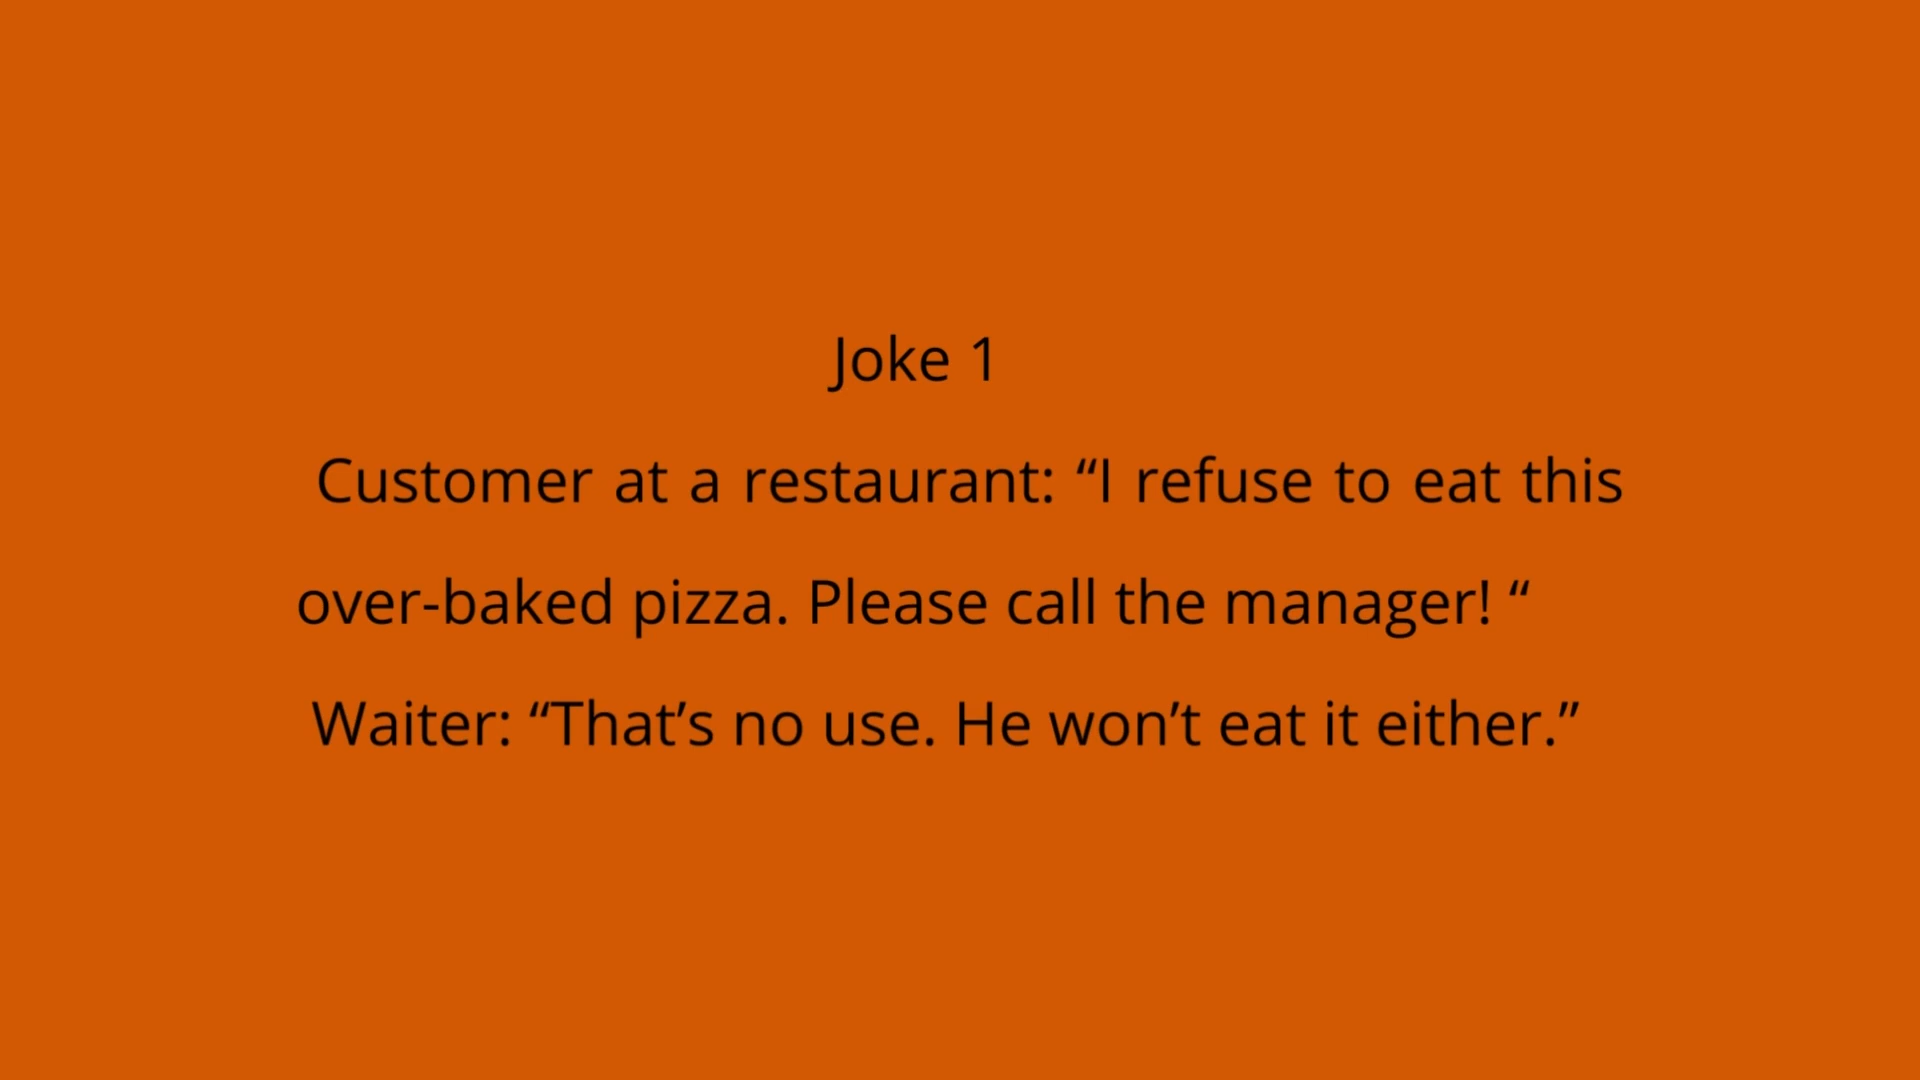 Joke 1
Customer at a restaurant: “I refuse to eat this
over-baked pizza. Please call the manager! “
Waiter: “That’s no use. He won’t eat it either.”